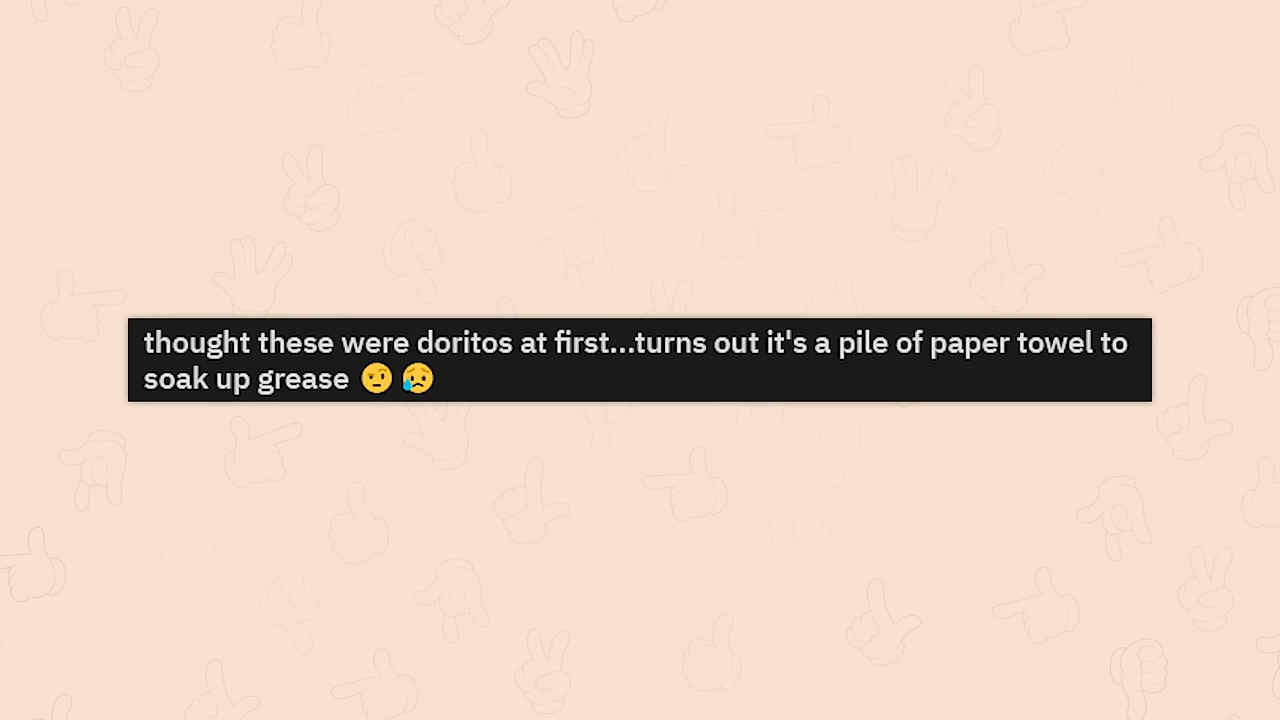 thought these were doritos at first...turns out it's a pile of paper towel to
soak up grease 🤨 😥